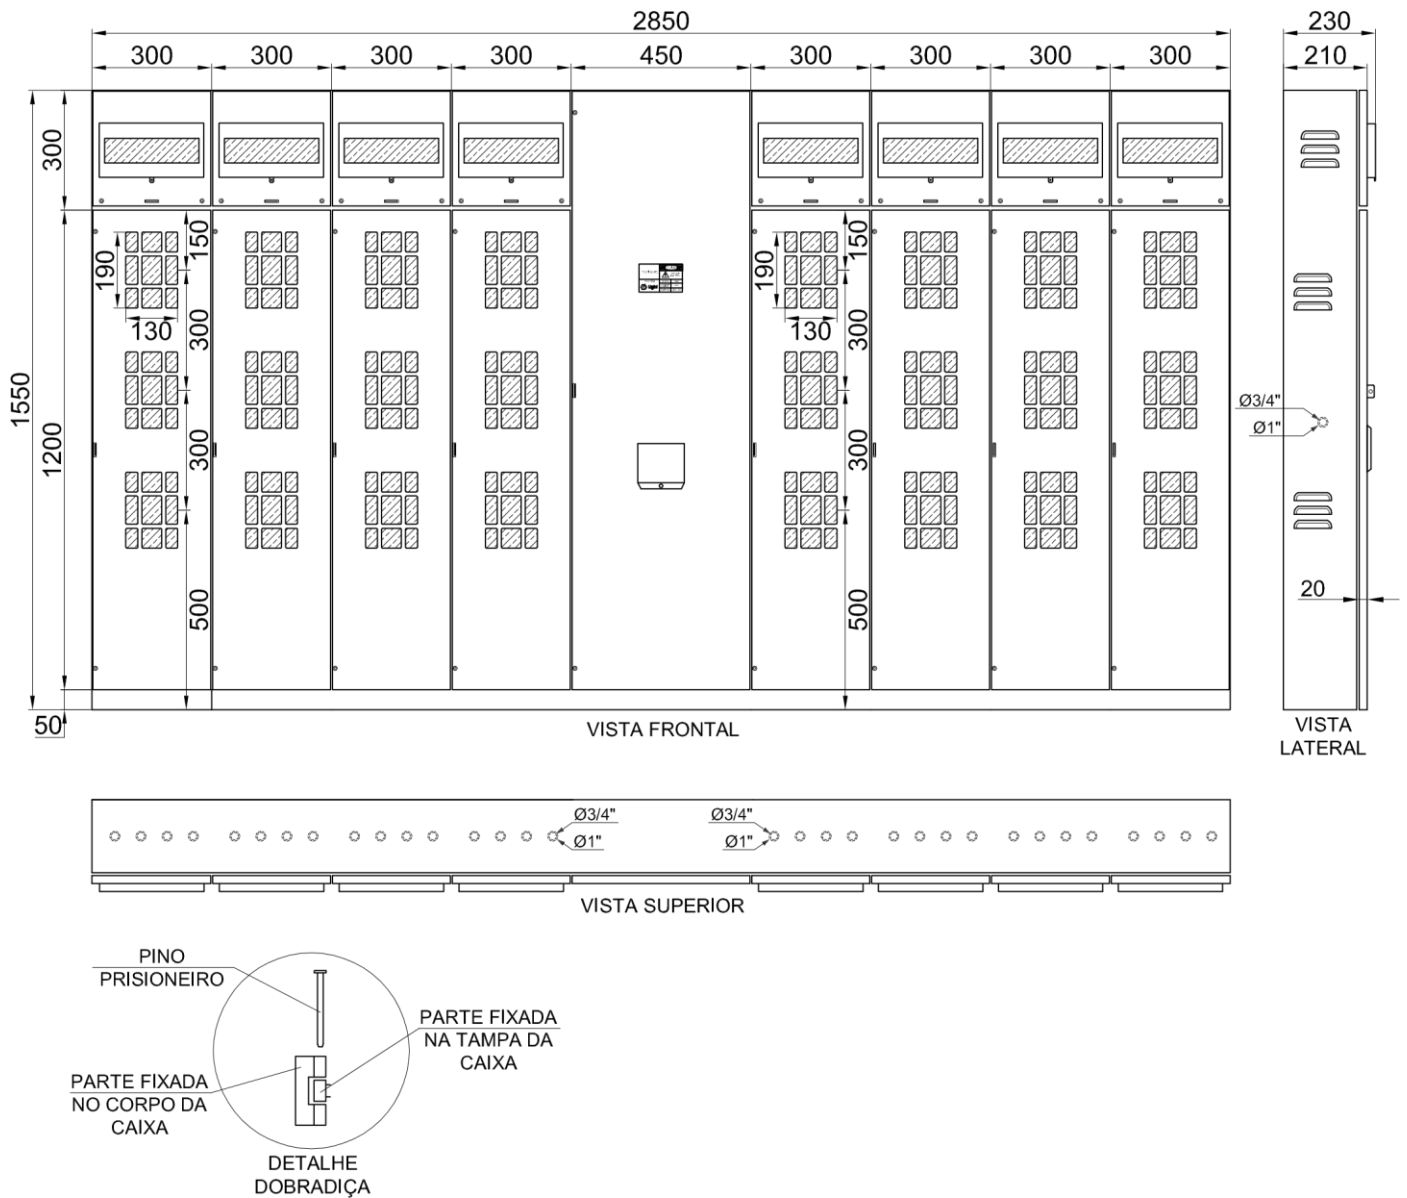 2850
230
300
300
300
300
450
300
300
300
300
210
300
150
150
190
190
130
130
300
300
Light
1550
1200
Ø3/4"
Ø1"
300
300
20
500
500
50
VISTA FRONTAL
VISTA
LATERAL
Ø3/4"
Ø3/4"
Ø1"
Ø1"
VISTA SUPERIOR
PINO
PRISIONEIRO
PARTE FIXADA
NA TAMPA DA
CAIXA
PARTE FIXADA
NO CORPO DA
CAIXA
DETALHE
DOBRADIÇA